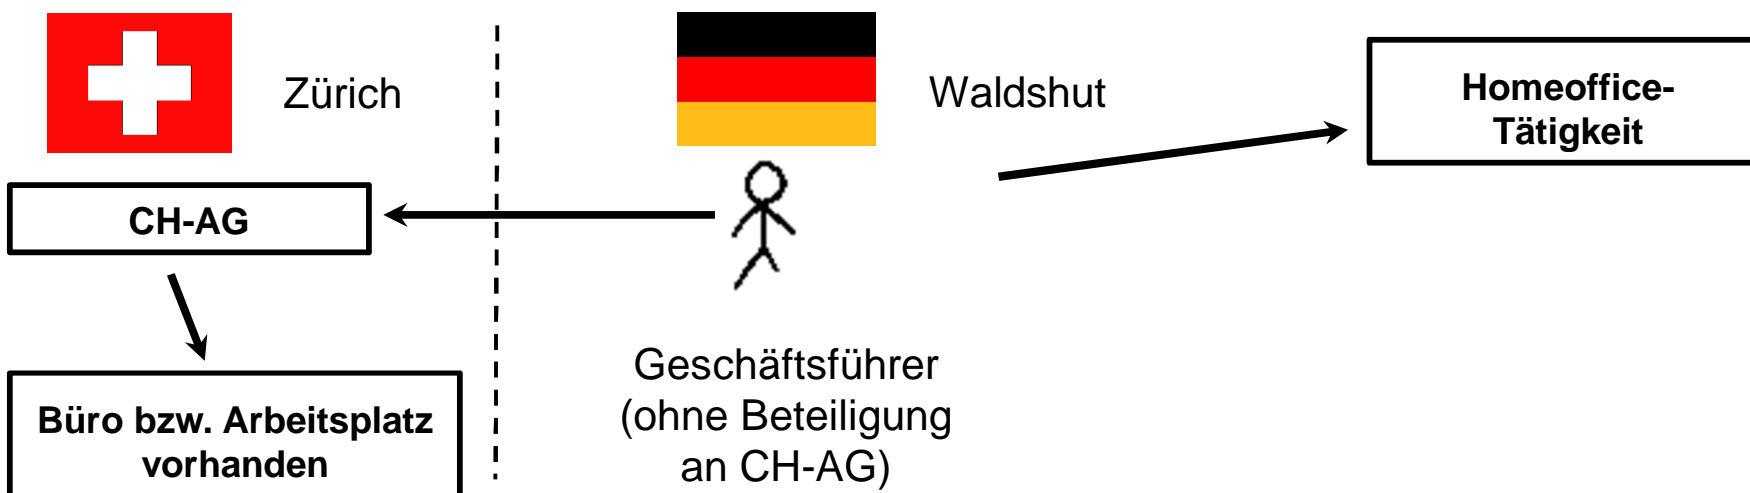 Zürich
Waldshut
Homeoffice-
Tätigkeit
CH-AG
Geschäftsführer
(ohne Beteiligung
an CH-AG)
Büro bzw. Arbeitsplatz
vorhanden